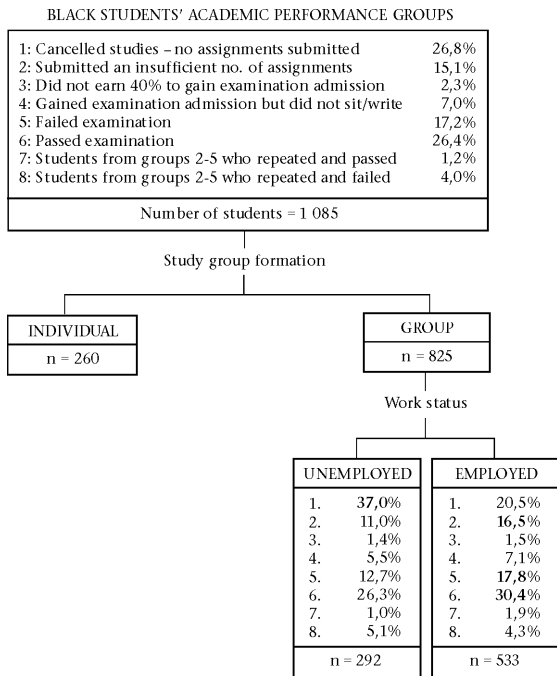 BLACK STUDENTS’ ACADEMIC PERFORMANCE GROUPS
1: Cancelled studies – no assignments submitted 26,8%
2: Submitted an insufficient no. of assignments 15,1%
3: Did not earn 40% to gain examination admission 2,3%
4: Gained examination admission but did not sit/write 7,0%
5: Failed examination 17,2%
6: Passed examination 26,4%
7: Students from groups 2-5 who repeated and passed 1,2%
8: Students from groups 2-5 who repeated and failed 4,0%
Number of students = 1 085
Study group formation
INDIVIDUAL
n = 260
GROUP
n = 825
Work status
UNEMPLOYED
1. 37,0%
2. 11,0%
3. 1,4%
4. 5,5%
5. 12,7%
6. 26,3%
7. 1,0%
8. 5,1%
n = 292
EMPLOYED
1. 20,5%
2. 16,5%
3. 1,5%
4. 7,1%
5. 17,8%
6. 30,4%
7. 1,9%
8. 4,3%
n = 533